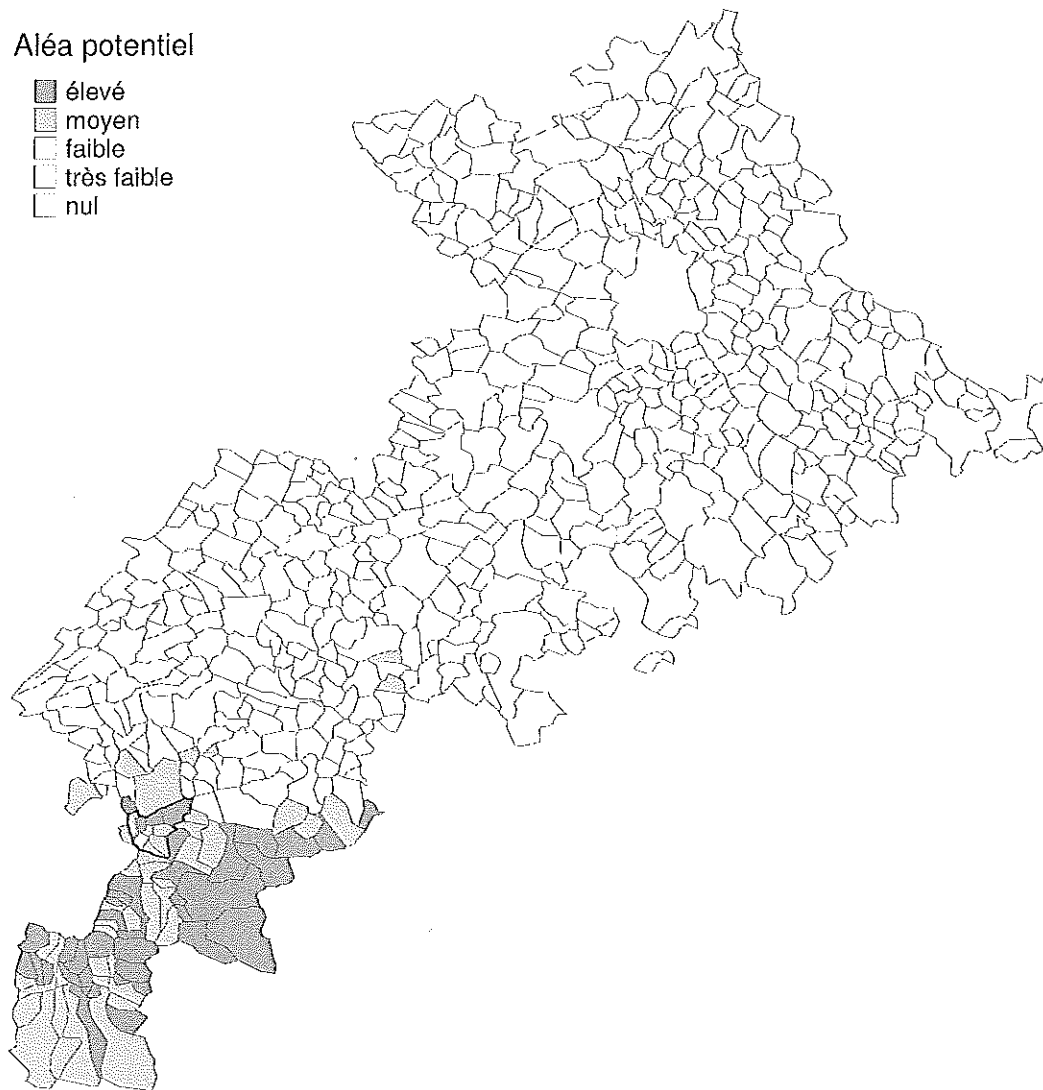 Aléa potentiel
élevé
moyen
faible
très faible
nul